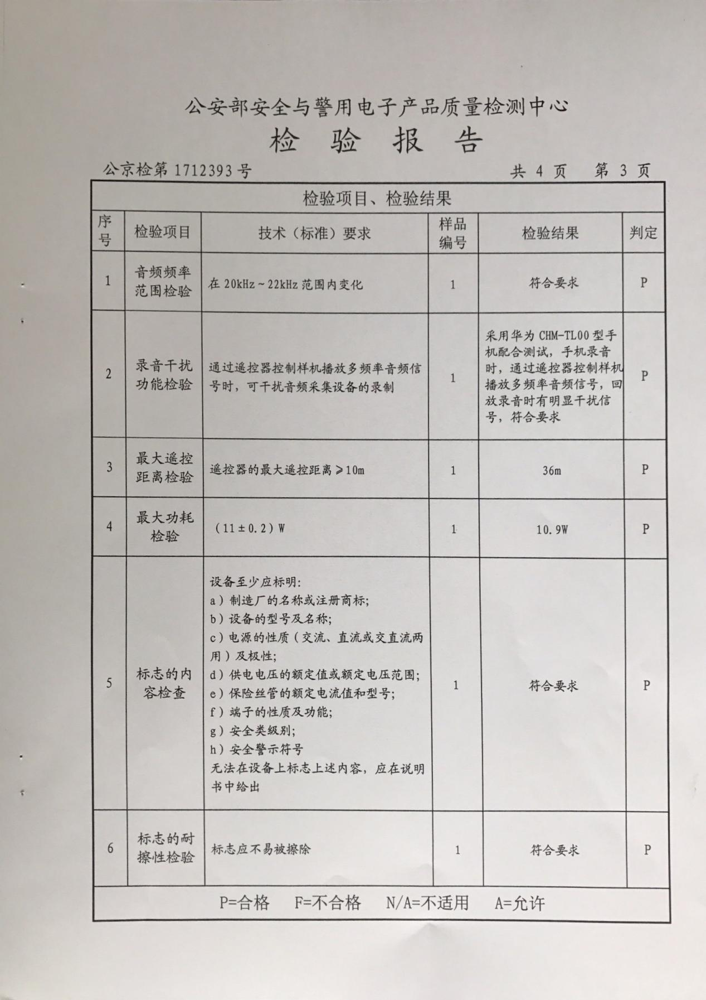 公安部安全与警用电子产品质量检测中心
检 验 报 告
公京检第 1712393 号
共 4 页 第 3 页
检验项目、检验结果
序号
检验项目
技术（标准）要求
样品
编号
检验结果
判定
1
音频频率
范围检验
在 20kHz～22kHz 范围内变化
1
符合要求
P
2
录音干扰
功能检验
通过遥控器控制样机播放多频率音频信
号时，可干扰音频采集设备的录制
1
采用华为 CHM-TL00 型手
机配合测试，手机录音
时，通过遥控器控制样机
播放多频率音频信号，回
放录音时有明显干扰信
号，符合要求
P
3
最大遥控
距离检验
遥控器的最大遥控距离≥10m
1
36m
P
4
最大功耗
检验
（11±0.2）W
1
10.9W
P
5
标志的内
容检查
设备至少应标明：
a）制造厂的名称或注册商标；
b）设备的型号及名称；
c）电源的性质（交流、直流或交直流两
用）及极性；
d）供电电压的额定值或额定电压范围；
e）保险丝管的额定电流值和型号；
f）端子的性质及功能；
g）安全类级别；
h）安全警示符号
无法在设备上标志上述内容，应在说明
书中给出
1
符合要求
P
6
标志的耐
擦性检验
标志应不易被擦除
1
符合要求
P
P=合格 F=不合格 N/A=不适用 A=允许